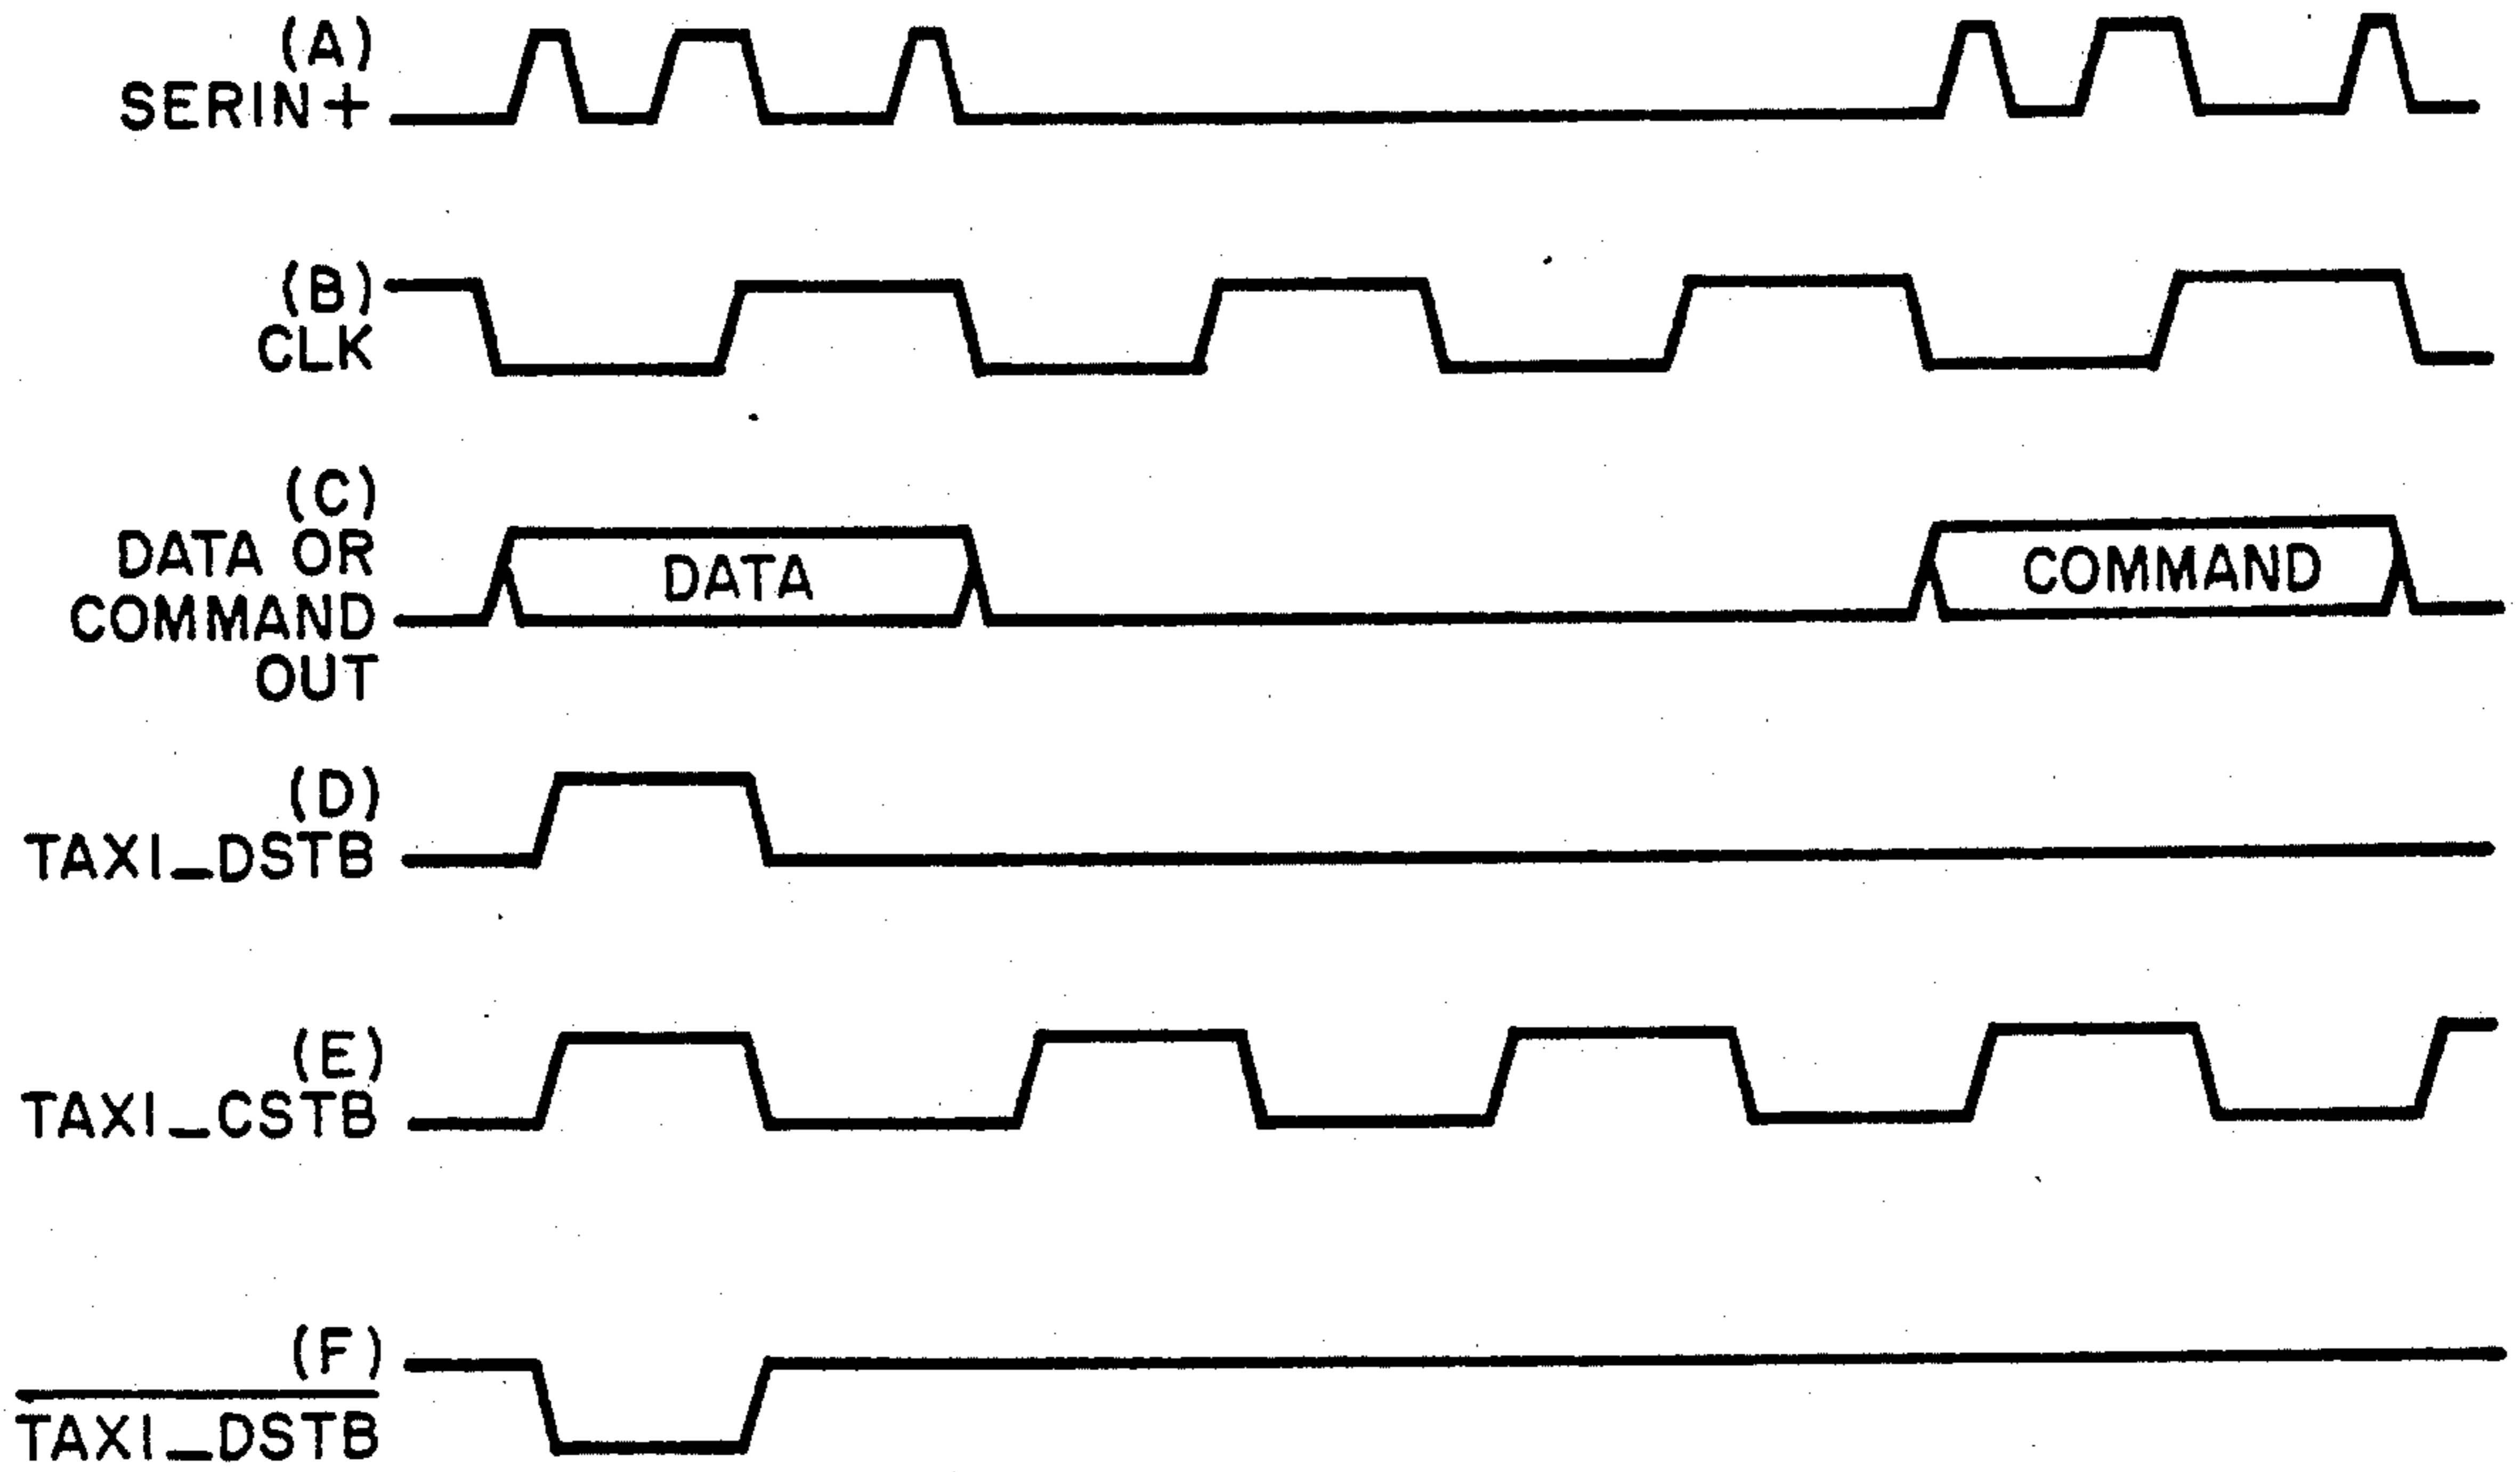 (A)
SERIN+
(B)
CLK
(C)
DATA OR
COMMAND
OUT
DATA
COMMAND
(D)
TAXI_DSTB
(E)
TAXI_CSTB
(F)
TAXI_DSTB